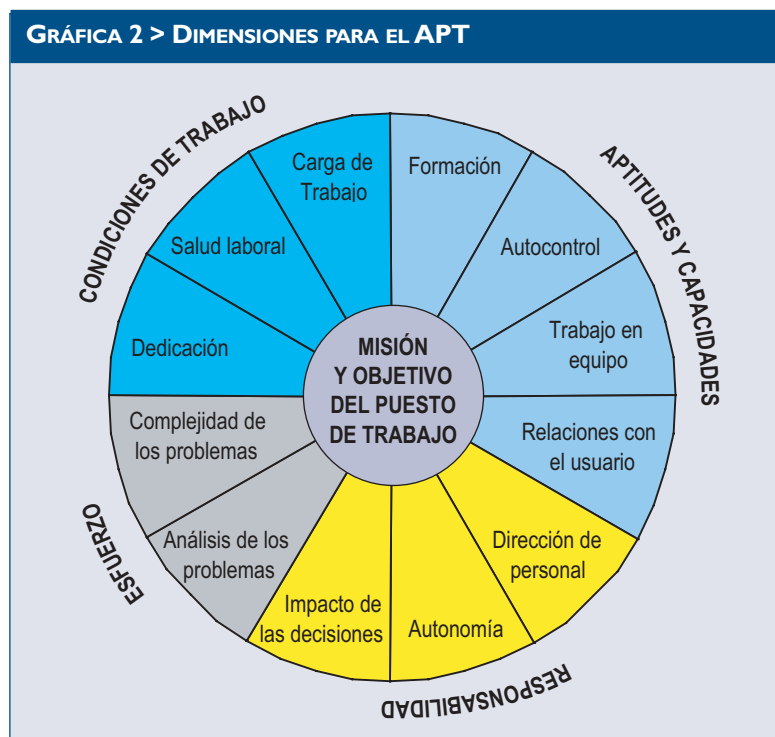 GRÁFICA 2 > DIMENSIONES PARA EL APT
CONDICIONES DE TRABAJO
APTITUDES Y CAPACIDADES
RESPONSABILIDAD
ESFUERZO
Carga de
Trabajo
Formación
Autocontrol
Trabajo en
equipo
Relaciones con
el usuario
Dirección de
personal
Autonomía
Impacto de
las decisiones
Análisis de los
problemas
Complejidad de
los problemas
Dedicación
Salud laboral
MISIÓN
Y OBJETIVO
DEL PUESTO
DE TRABAJO